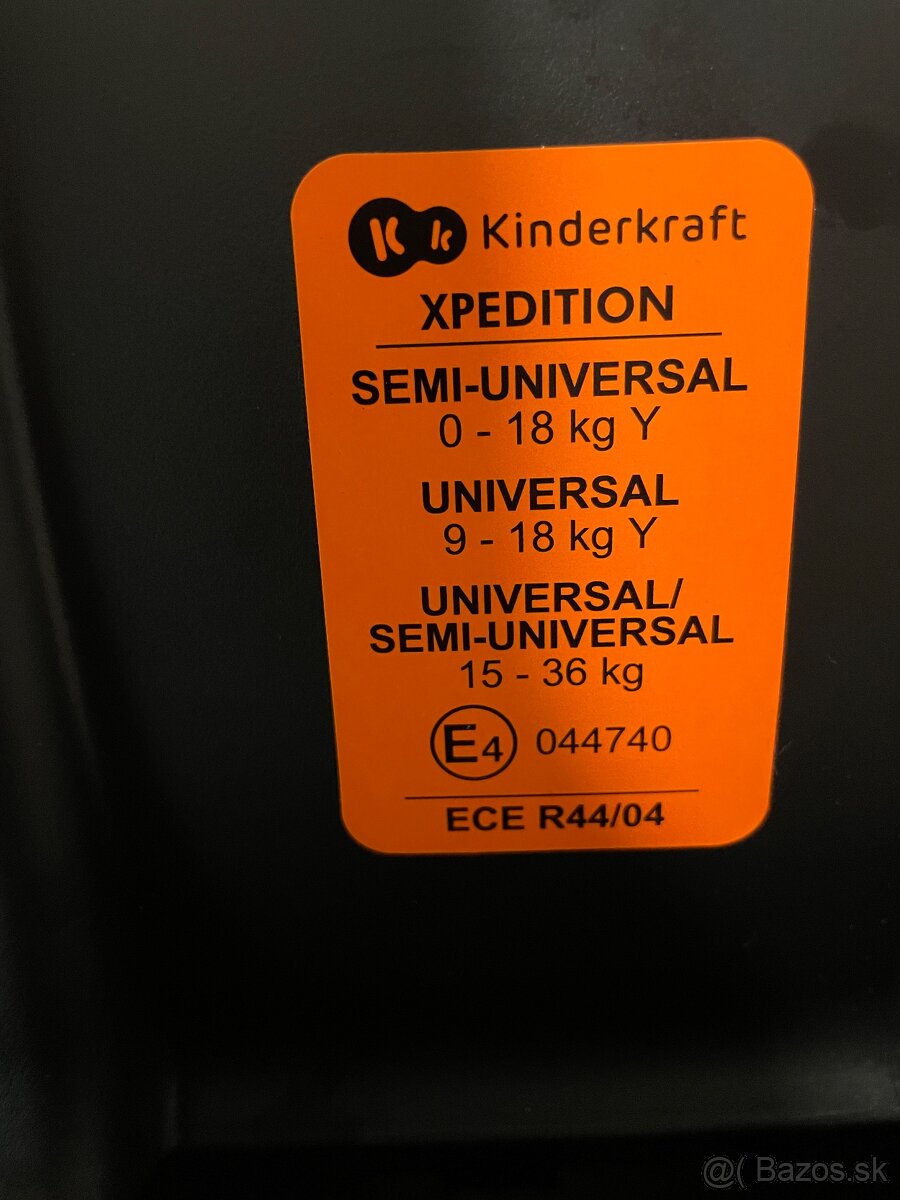 Kk Kinderkraft
XPEDITION
SEMI-UNIVERSAL
0 - 18 kg Y
UNIVERSAL
9 - 18 kg Y
UNIVERSAL/
SEMI-UNIVERSAL
15 - 36 kg
E4 044740
ECE R44/04
@( Bazos.sk